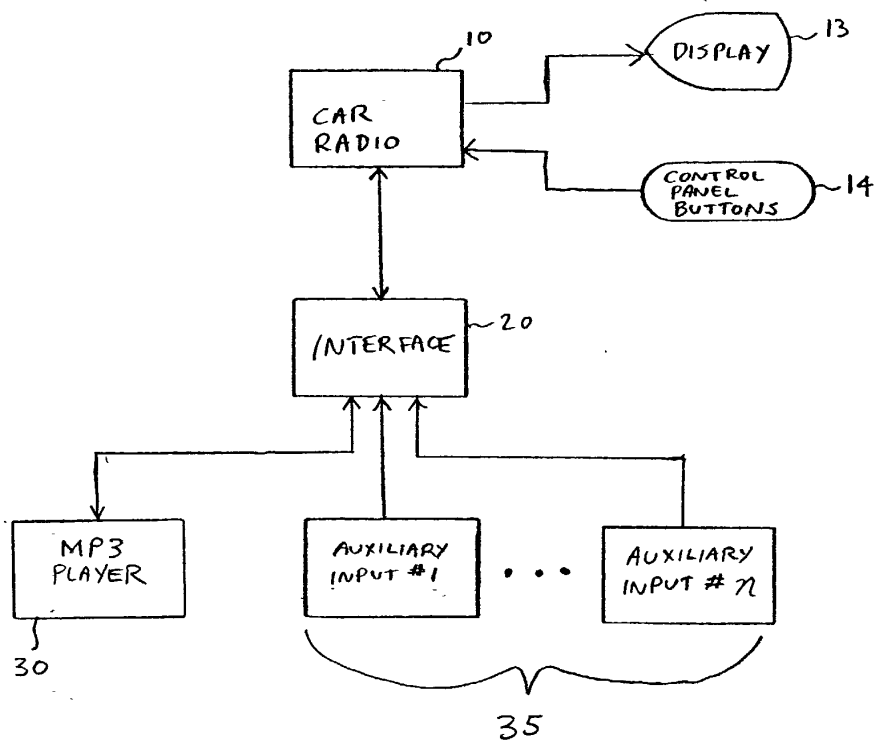 10
CAR
RADIO
DISPLAY
13
CONTROL
PANEL
BUTTONS
14
INTERFACE
20
MP3
PLAYER
30
AUXILIARY
INPUT #1
• • •
AUXILIARY
INPUT # n
35